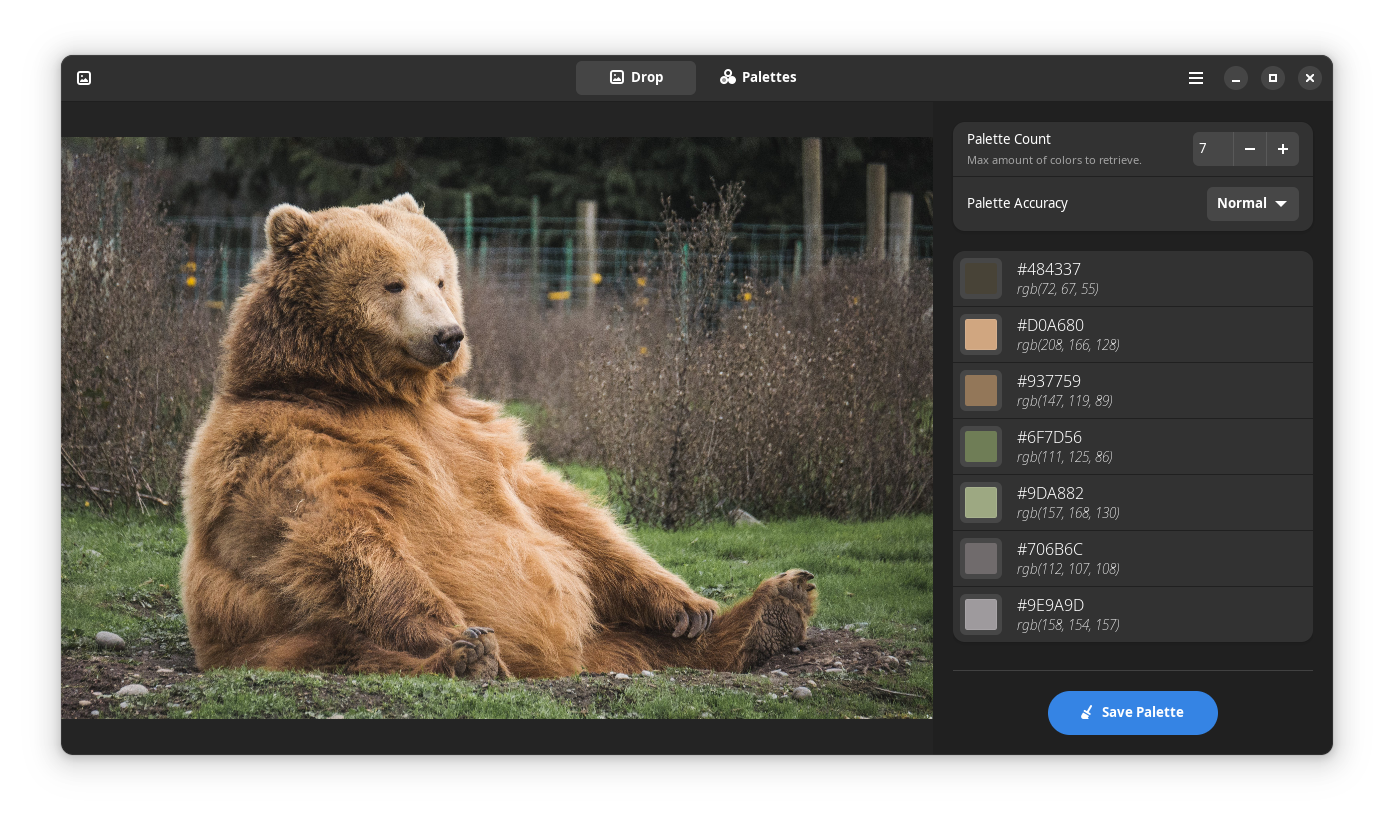 Drop
Palettes
Palette Count
Max amount of colors to retrieve.
7
Palette Accuracy
Normal
#484337
rgb(72, 67, 55)
#D0A680
rgb(208, 166, 128)
#937759
rgb(147, 119, 89)
#6F7D56
rgb(111, 125, 86)
#9DA882
rgb(157, 168, 130)
#706B6C
rgb(112, 107, 108)
#9E9A9D
rgb(158, 154, 157)
Save Palette